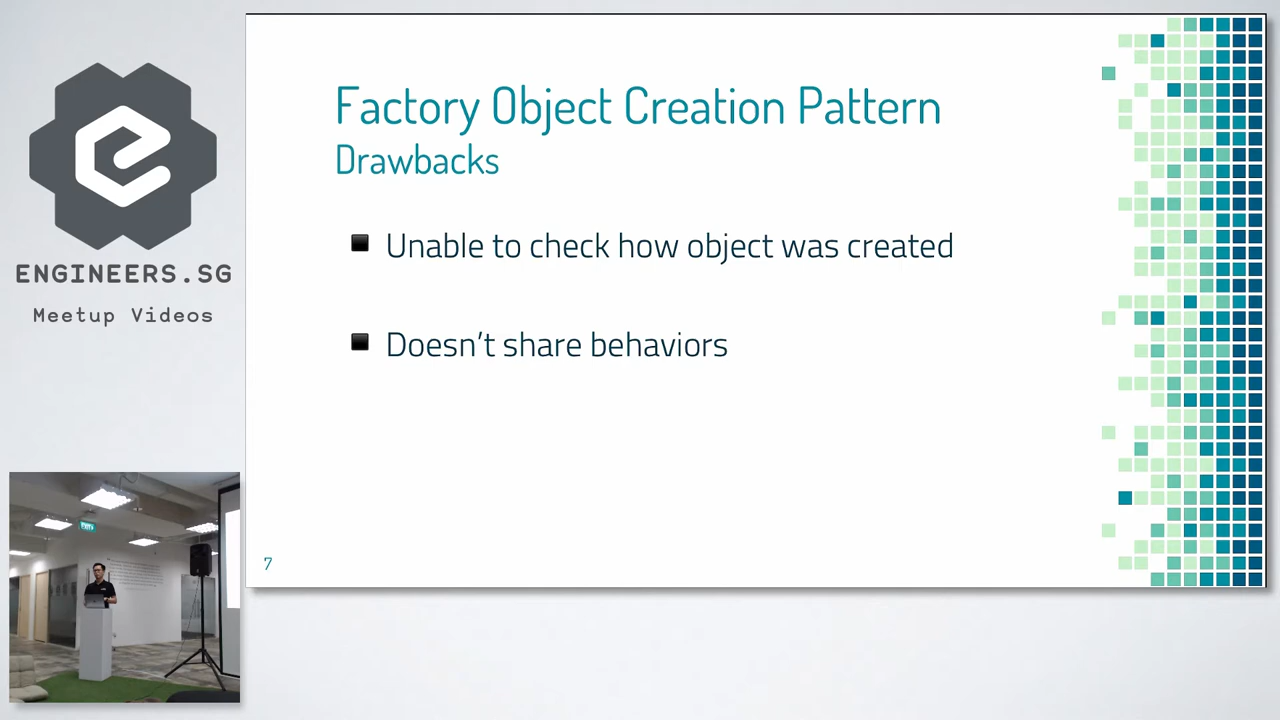 ENGINEERS.SG
Meetup Videos
Factory Object Creation Pattern
Drawbacks
Unable to check how object was created
Doesn't share behaviors
7